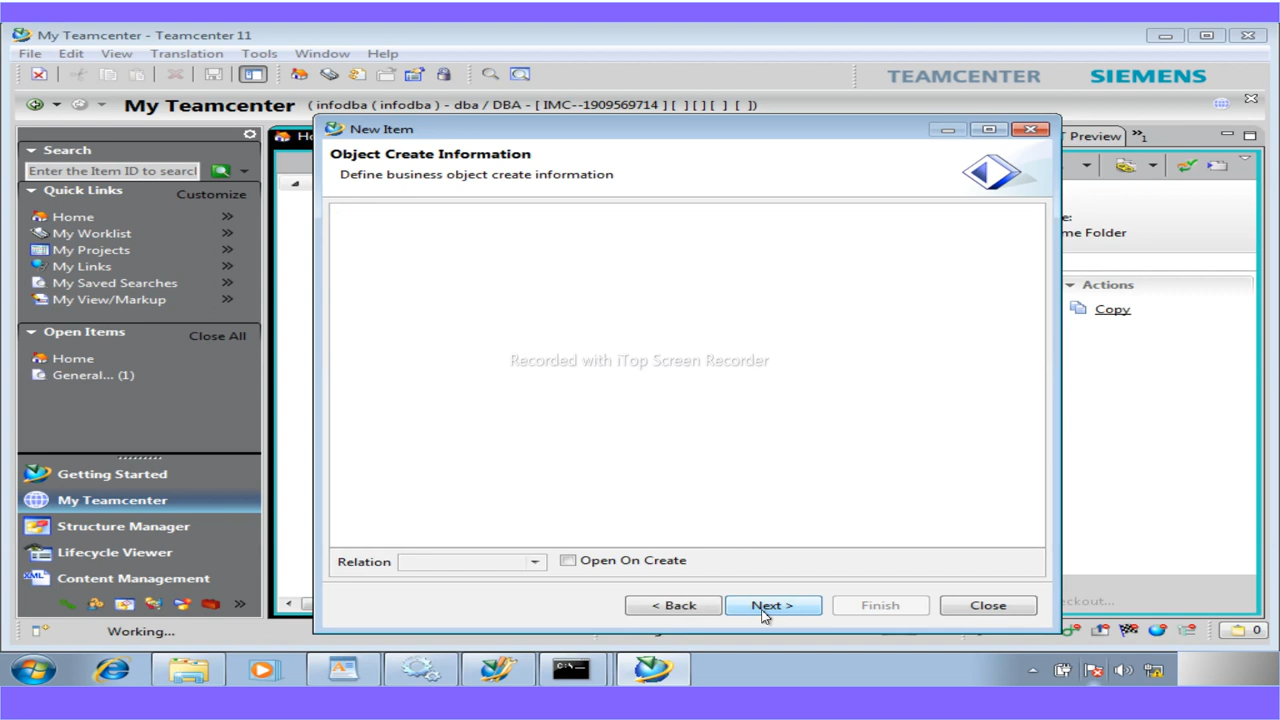 My Teamcenter - Teamcenter 11
File Edit View Translation Tools Window Help
TEAMCENTER SIEMENS
My Teamcenter ( infodba ( infodba ) - dba / DBA - [ IMC--1909569714 ] [ ] [ ] [ ] [ ])
Search
Enter the Item ID to searcl
Quick Links
Customize
Home
My Worklist
My Projects
My Links
My Saved Searches
My View/Markup
Open Items
Close All
Home
General... (1)
Getting Started
My Teamcenter
Structure Manager
Lifecycle Viewer
Content Management
Working...
New Item
Object Create Information
Define business object create information
Recorded with iTop Screen Recorder
Relation
Open On Create
< Back
Next >
Finish
Close
Preview
1
e:
me Folder
Actions
Copy
ckout...
0